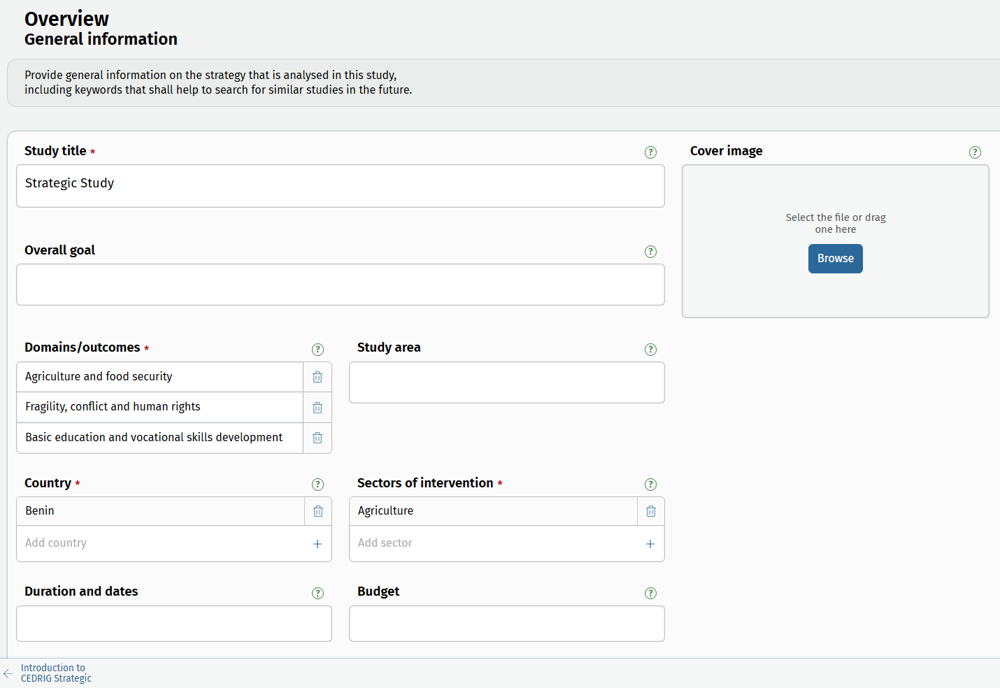 Overview
General information
Provide general information on the strategy that is analysed in this study,
including keywords that shall help to search for similar studies in the future.
Study title *
?
Strategic Study
Cover image
?
Select the file or drag
one here
Browse
Overall goal
?
Domains/outcomes *
?
Agriculture and food security
Fragility, conflict and human rights
Basic education and vocational skills development
Study area
?
Country *
?
Benin
Add country
+
Sectors of intervention *
?
Agriculture
Add sector
+
Duration and dates
?
Budget
?
Introduction to
CEDRIG Strategic